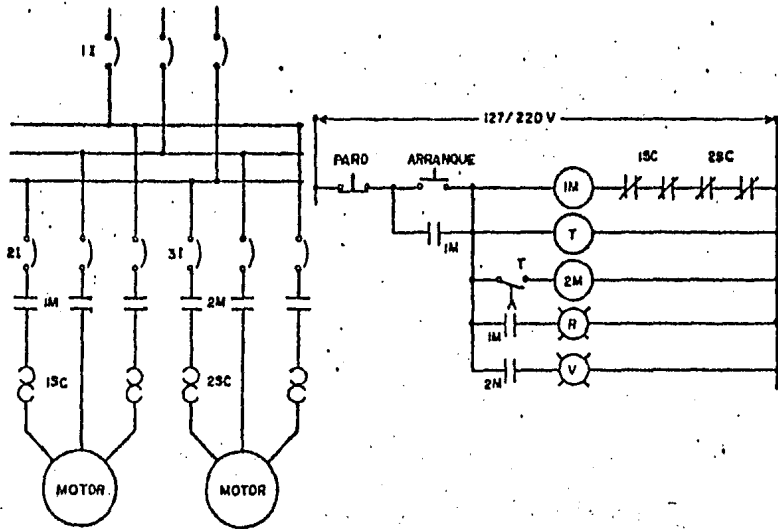 1I
127/220 V
PARO
ARRANQUE
1SC
2SC
1M
1M
T
T
2M
1M
R
2M
V
2I
3I
1M
2M
1SC
2SC
MOTOR
MOTOR